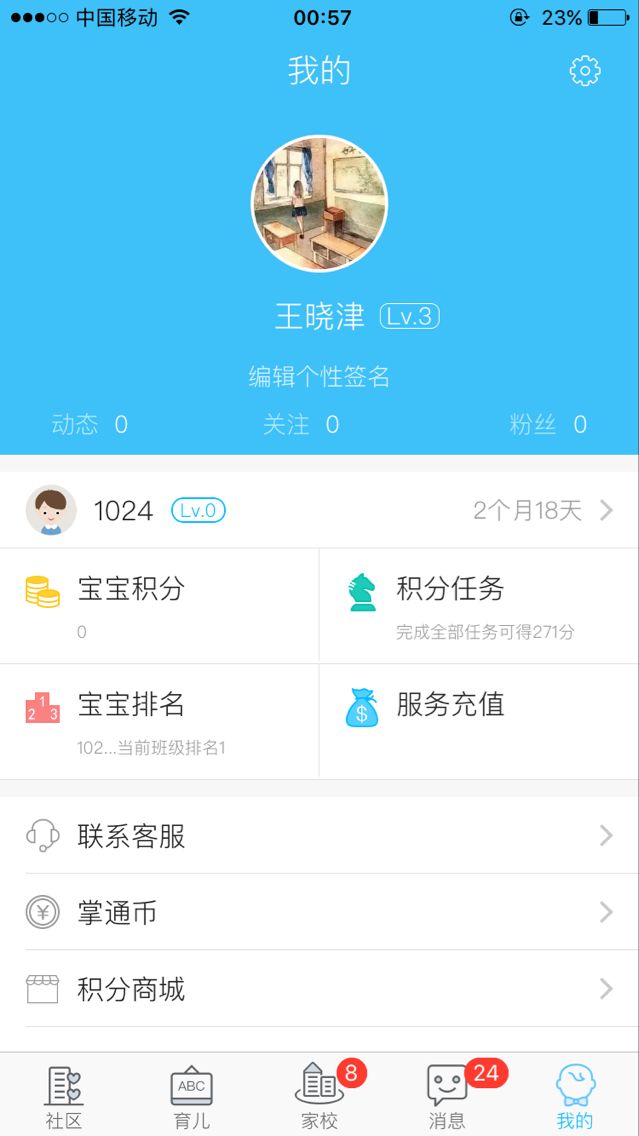 中国移动 00:57 23%
我的
王晓津 Lv.3
编辑个性签名
动态 0 关注 0 粉丝 0
1024 Lv.0 2个月18天
宝宝积分 积分任务
0 完成全部任务可得271分
1
2 3
宝宝排名 服务充值
$
102...当前班级排名1
联系客服
¥
掌通币
积分商城
ABC 8 24
社区 育儿 家校 消息 我的